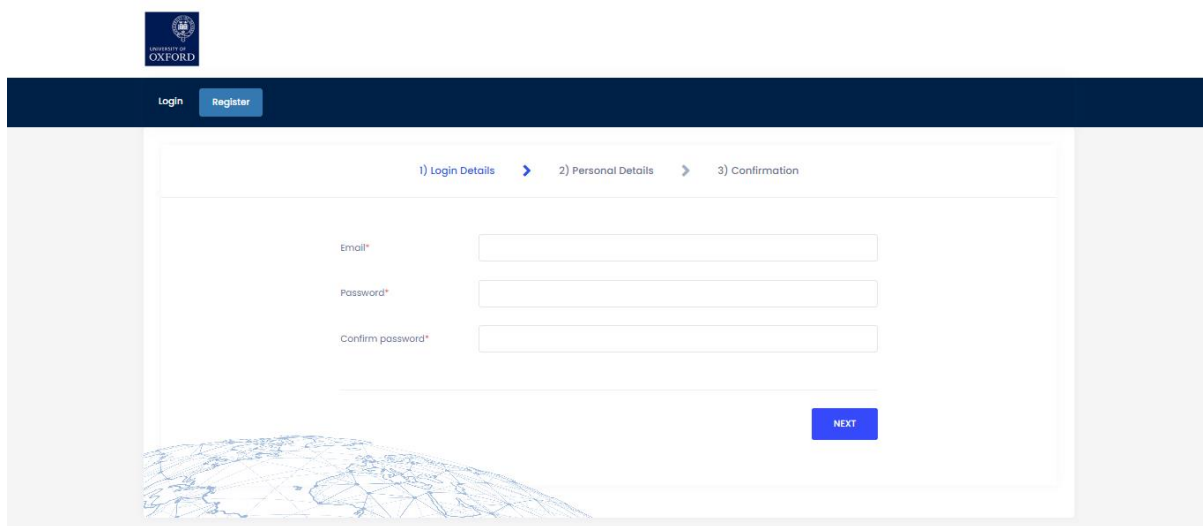 UNIVERSITY OF
OXFORD
Login Register
1) Login Details 2) Personal Details 3) Confirmation
Email*
Password*
Confirm password*
NEXT